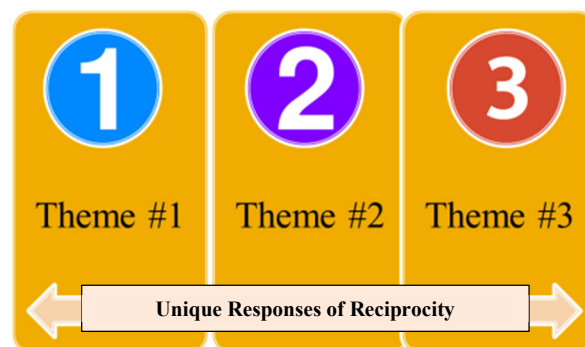 1 2 3
Theme #1 Theme #2 Theme #3
Unique Responses of Reciprocity